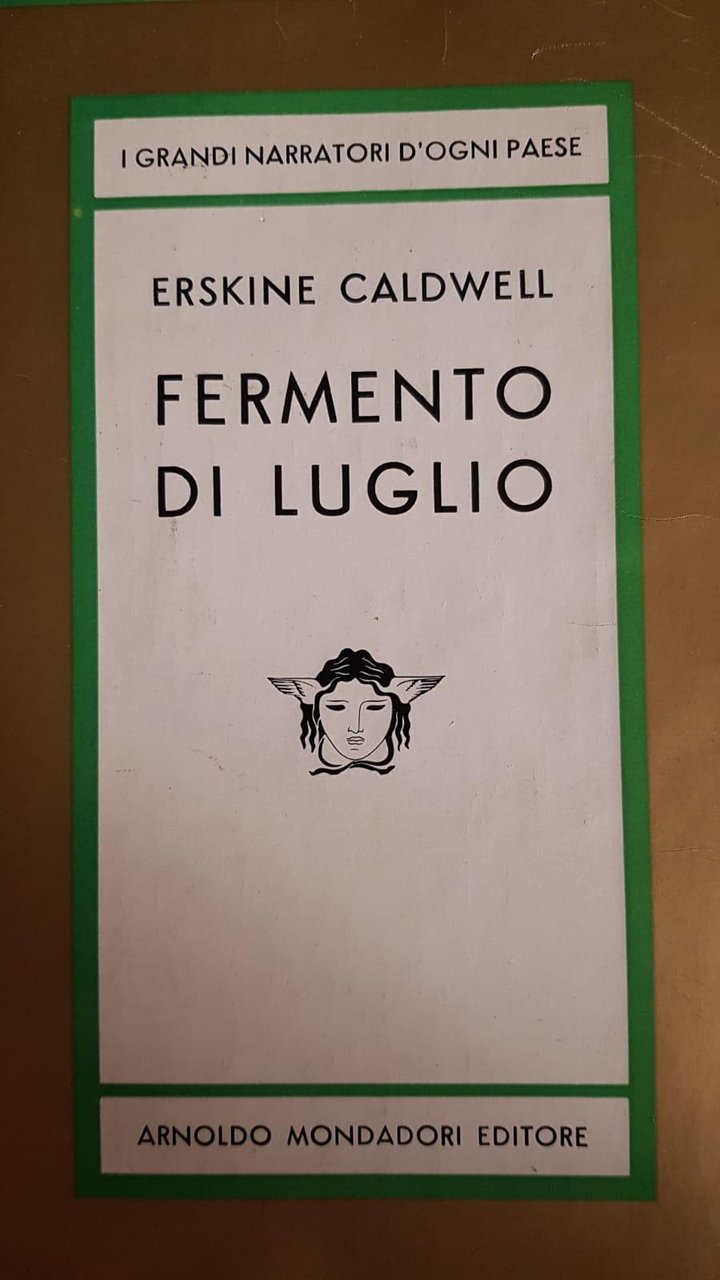 I GRANDI NARRATORI D'OGNI PAESE
ERSKINE CALDWELL
FERMENTO
DI LUGLIO
ARNOLDO MONDADORI EDITORE